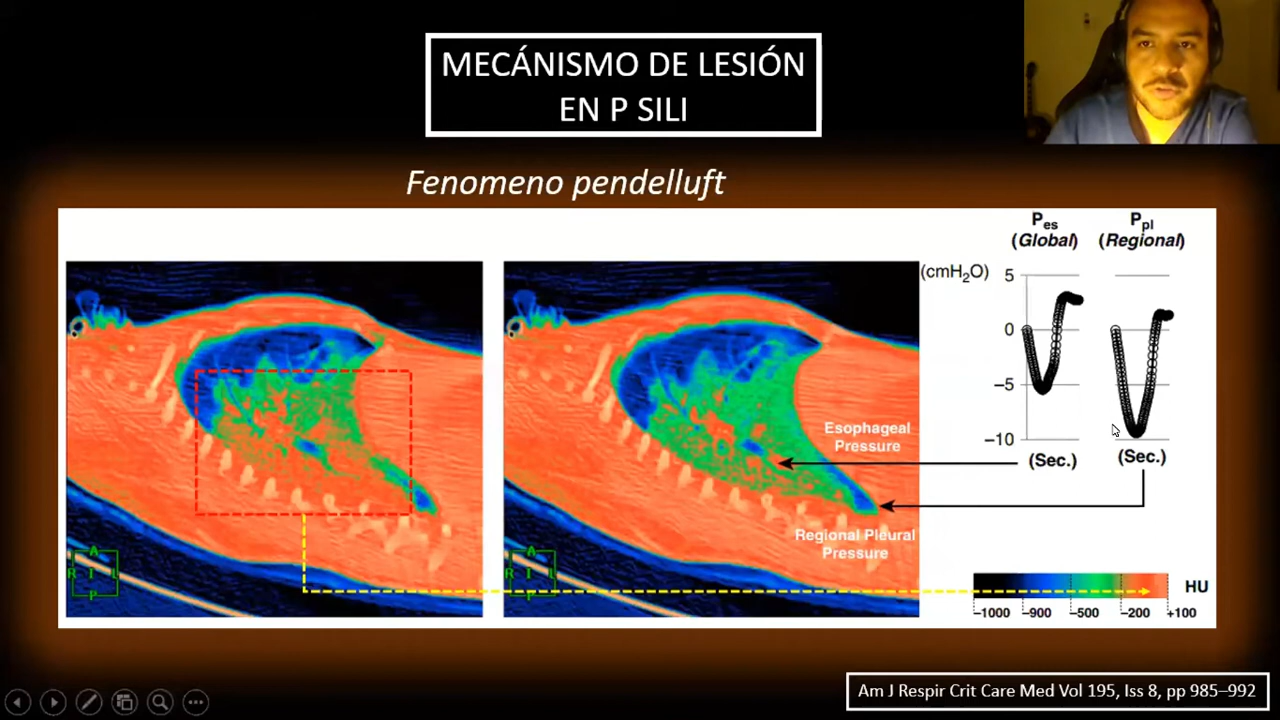 MECÁNISMO DE LESIÓN
EN P SILI
Fenomeno pendelluft
Pes
(Global)
Ppl
(Regional)
(cmH2O)
5
0
–5
–10
(Sec.)
(Sec.)
Esophageal
Pressure
Regional Pleural
Pressure
A
R I L
P
A
R I L
P
HU
–1000 –900 –500 –200 +100
Am J Respir Crit Care Med Vol 195, Iss 8, pp 985–992